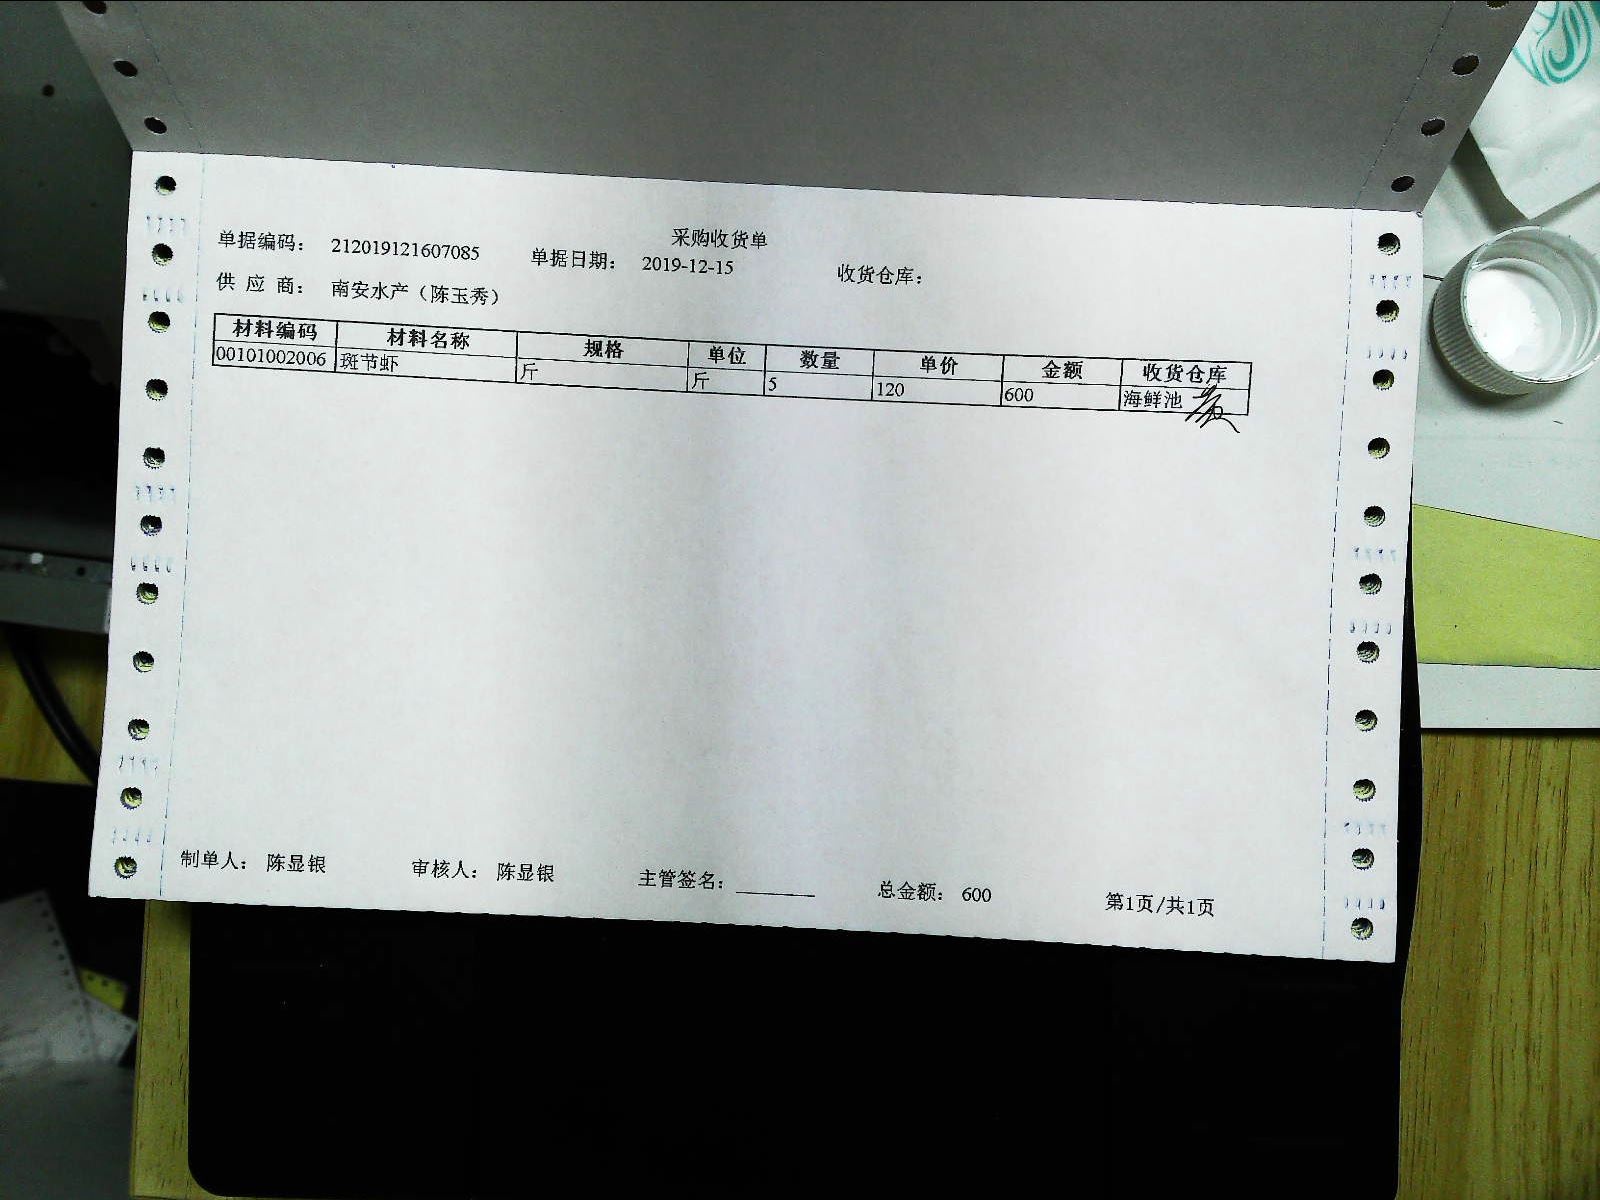 采购收货单
单据编码： 212019121607085 单据日期： 2019-12-15 收货仓库：
供 应 商： 南安水产（陈玉秀）
材料编码 材料名称 规格 单位 数量 单价 金额 收货仓库
00101002006 斑节虾 斤 斤 5 120 600 海鲜池
制单人： 陈显银 审核人： 陈显银 主管签名： 总金额： 600 第1页/共1页